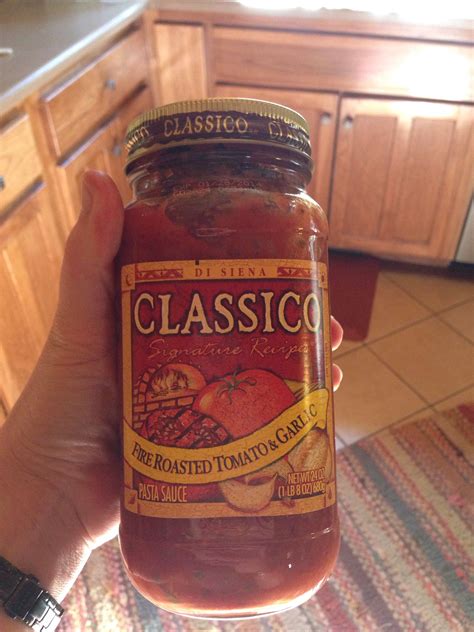 CLASSICO
DI SIENA
CLASSICO
Signature Recipes
FIRE ROASTED TOMATO & GARLIC
PASTA SAUCE
NET WT 24 OZ
(1 LB 8 OZ) 680g